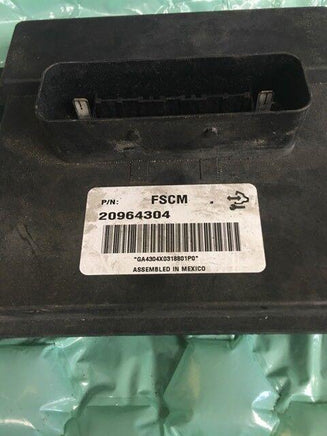 P/N: FSCM
20964304
*GA4304X0318801P0*
ASSEMBLED IN MEXICO